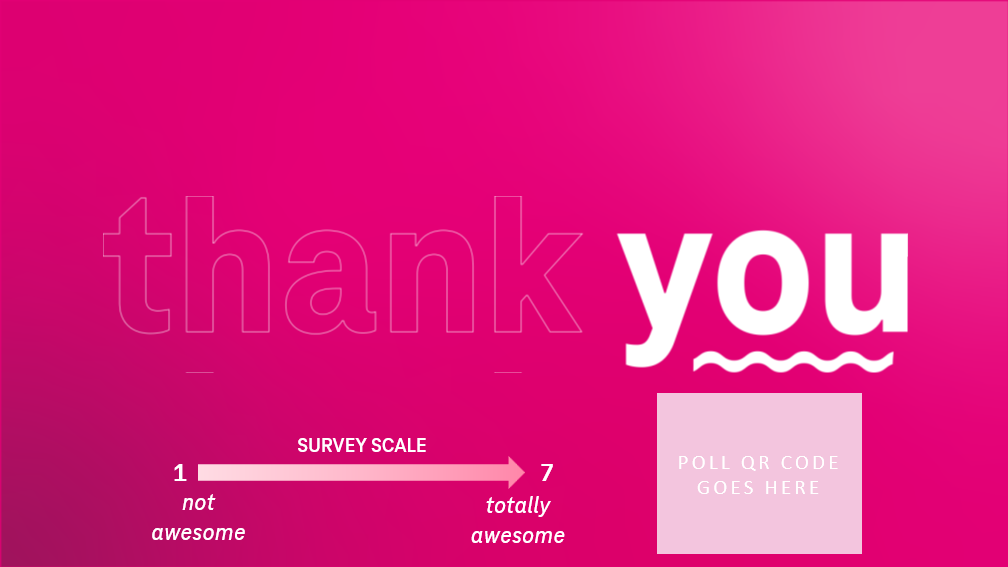 thank you
SURVEY SCALE
1 7
not totally
awesome awesome
POLL QR CODE
GOES HERE